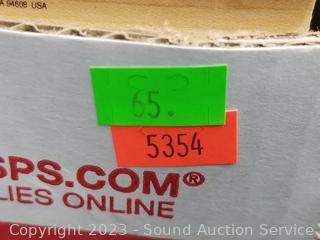 A 94608 USA
65.
5354
SPS.COM®
LIES ONLINE
Copyright 2023 - Sound Auction Service